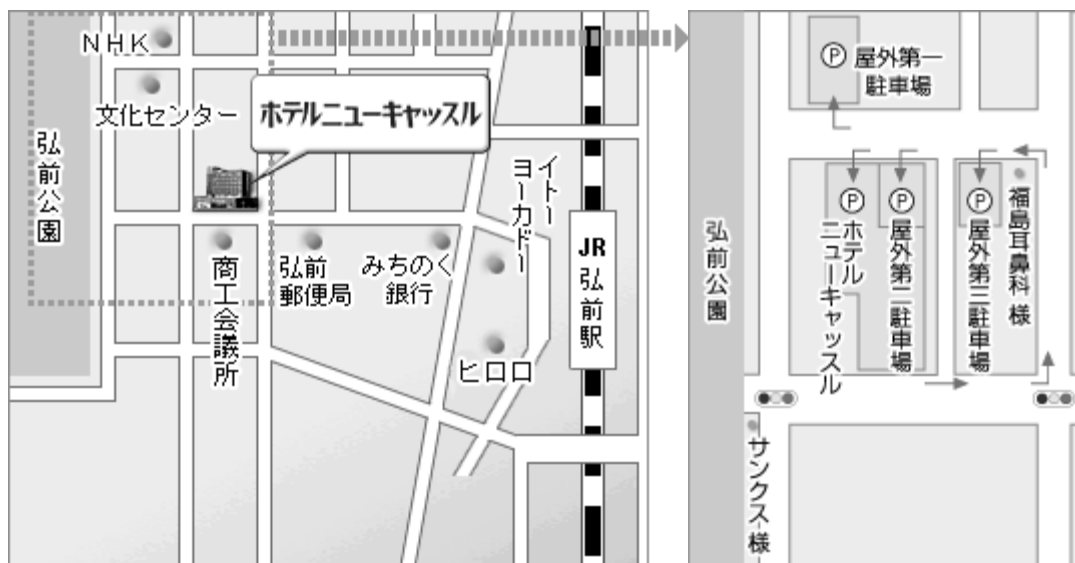 NHK
文化センター
ホテルニューキャッスル
弘前公園
イトー
ヨーカドー
JR
弘前駅
商工会議所
弘前
郵便局
みちのく
銀行
ヒロロ
P
屋外第一
駐車場
P
ホテル
ニューキャッスル
P
屋外第二駐車場
P
屋外第三駐車場
福島耳鼻科 様
弘前公園
サンクス 様